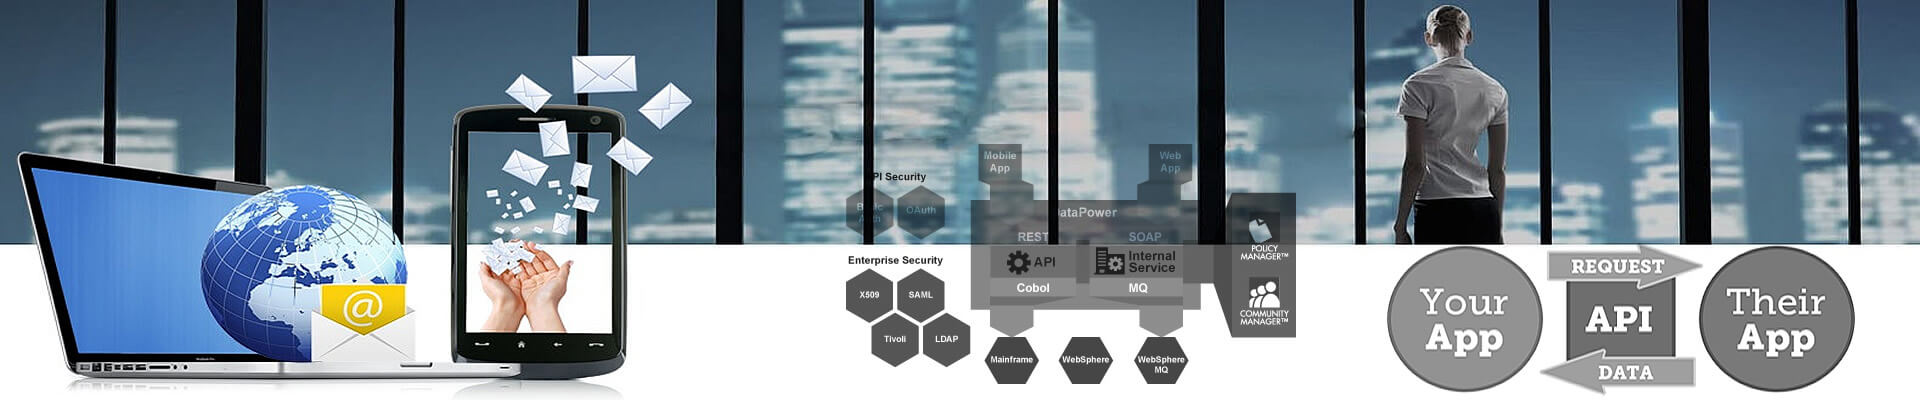 @
Mobile
App
Web
App
PI Security
Basic
Auth
OAuth
DataPower
REST
SOAP
API
Internal
Service
Cobol
MQ
POLICY
MANAGER™
COMMUNITY
MANAGER™
Enterprise Security
X509
SAML
Tivoli
LDAP
Mainframe
WebSphere
WebSphere
MQ
Your
App
REQUEST
API
DATA
Their
App